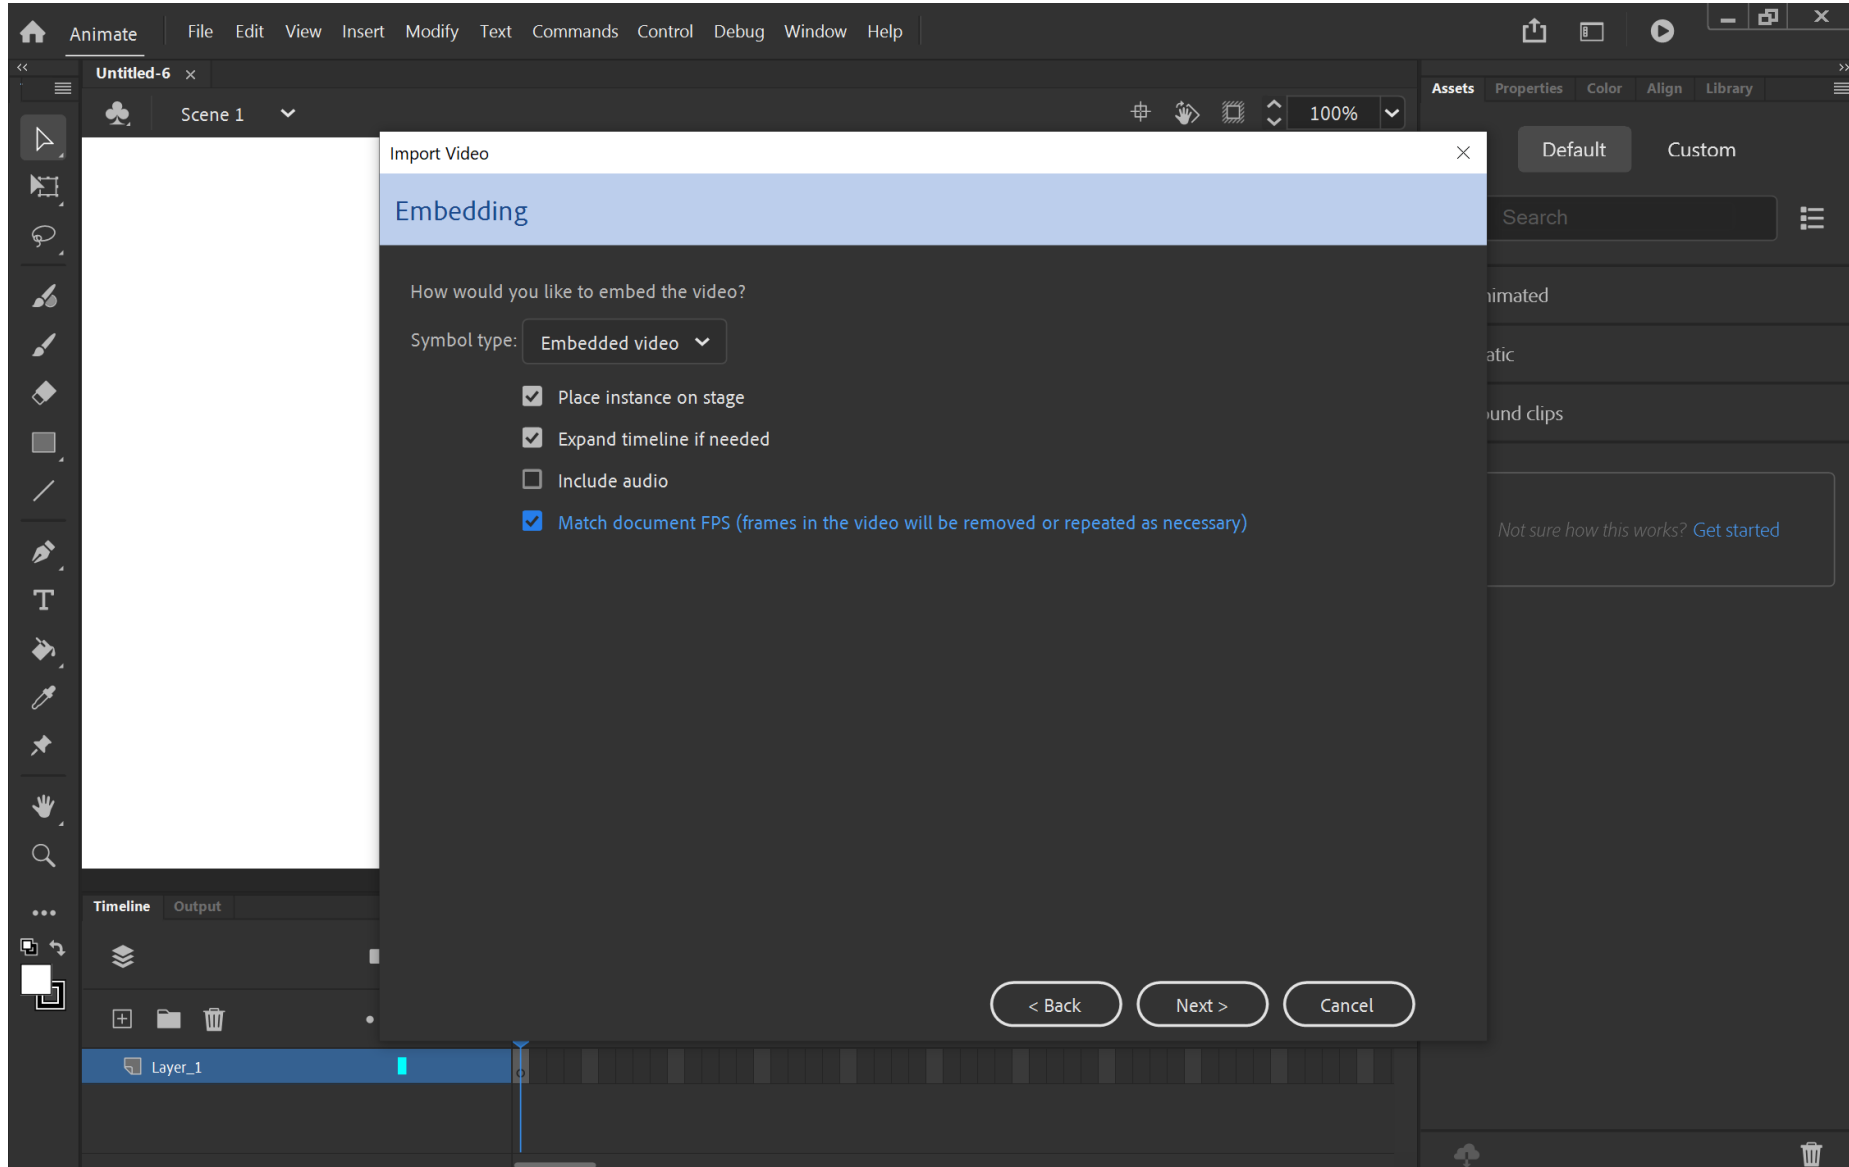 Animate File Edit View Insert Modify Text Commands Control Debug Window Help
Untitled-6
Scene 1 100%
Assets Properties Color Align Library
Default Custom
Search
Import Video
Embedding
How would you like to embed the video?
Symbol type: Embedded video
Place instance on stage
Expand timeline if needed
Include audio
Match document FPS (frames in the video will be removed or repeated as necessary)
< Back Next > Cancel
nimated
atic
und clips
Not sure how this works? Get started
Timeline Output
Layer_1